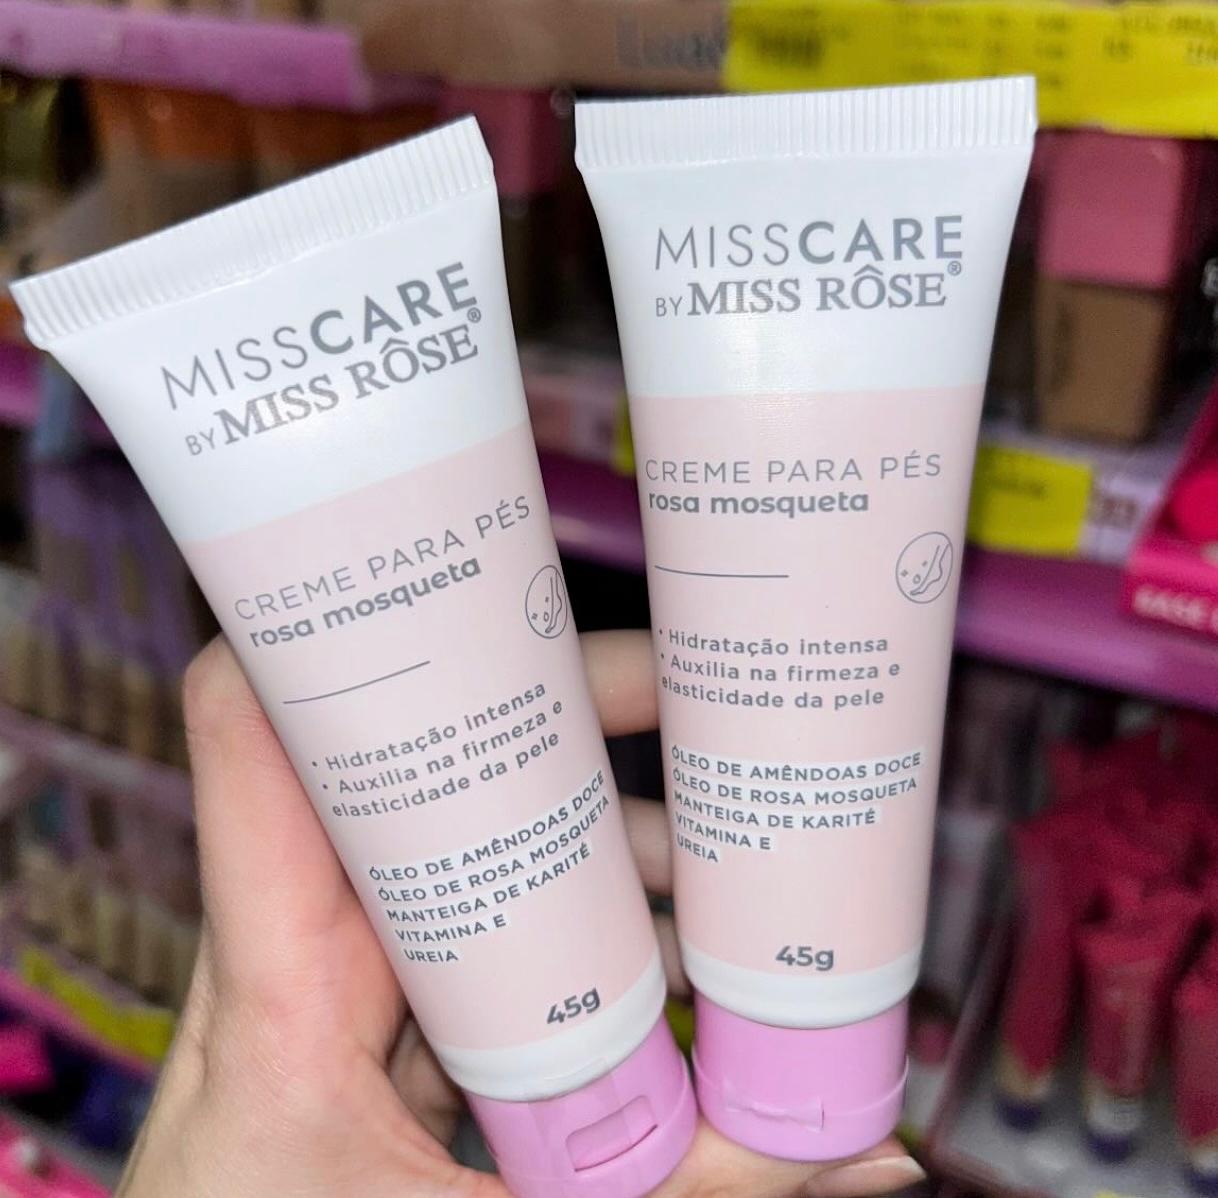 MISSCARE
BY MISS RÔSE®
CREME PARA PÉS
rosa mosqueta
• Hidratação intensa
• Auxilia na firmeza e
elasticidade da pele
ÓLEO DE AMÊNDOAS DOCE
ÓLEO DE ROSA MOSQUETA
MANTEIGA DE KARITÉ
VITAMINA E
UREIA
45g
MISSCARE
BY MISS RÔSE®
CREME PARA PÉS
rosa mosqueta
• Hidratação intensa
• Auxilia na firmeza e
elasticidade da pele
ÓLEO DE AMÊNDOAS DOCE
ÓLEO DE ROSA MOSQUETA
MANTEIGA DE KARITÉ
VITAMINA E
UREIA
45g